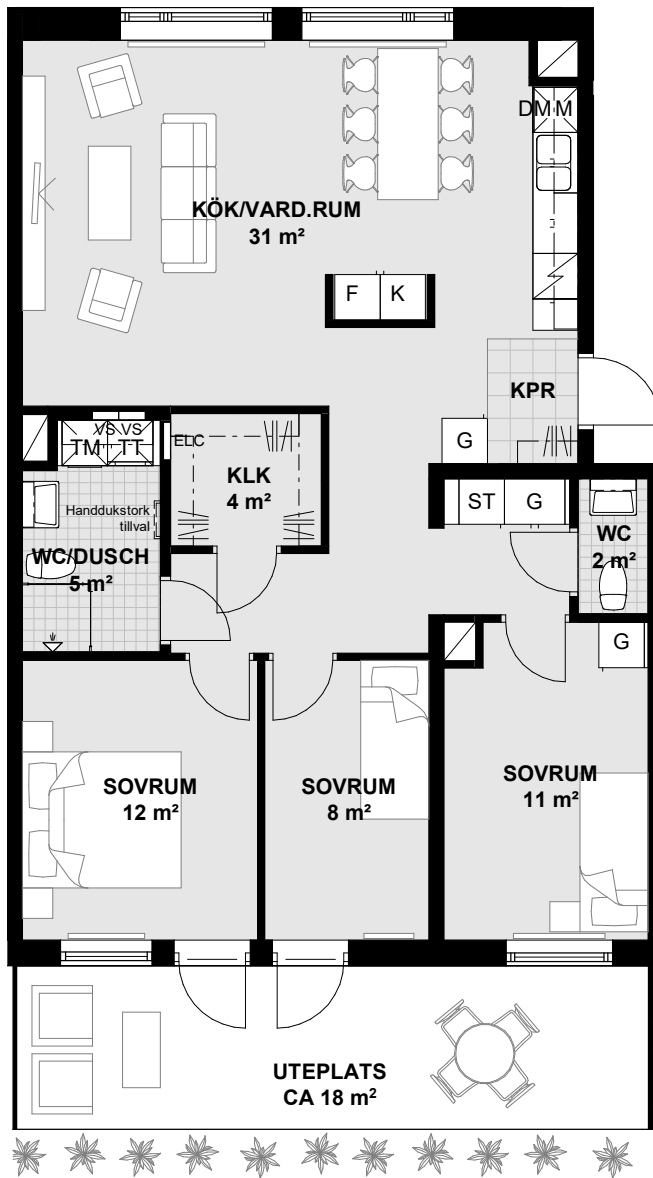 DM M
KÖK/VARD.RUM
31 m²
F K
KPR
G
VS VS
TM TT
ELC
KLK
4 m²
ST G
Handdukstork
tillval
WC
2 m²
WC/DUSCH
5 m²
G
SOVRUM
12 m²
SOVRUM
8 m²
SOVRUM
11 m²
UTEPLATS
CA 18 m²